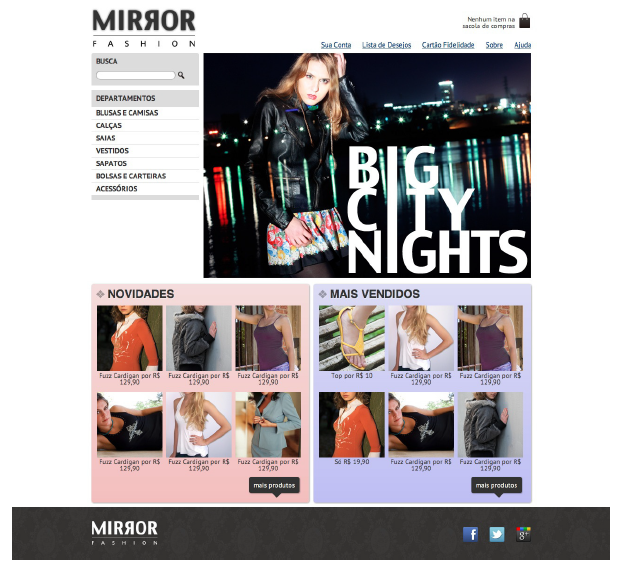 MIRROR
FASHION
Nenhum item na
sacola de compras
Sua Conta Lista de Desejos Cartão Fidelidade Sobre Ajuda
BUSCA
DEPARTAMENTOS
BLUSAS E CAMISAS
CALÇAS
SAIAS
VESTIDOS
SAPATOS
BOLSAS E CARTEIRAS
ACESSÓRIOS
BIG
CITY
NIGHTS
NOVIDADES
Fuzz Cardigan por R$ 129,90
Fuzz Cardigan por R$ 129,90
Fuzz Cardigan por R$ 129,90
Fuzz Cardigan por R$ 129,90
Fuzz Cardigan por R$ 129,90
Fuzz Cardigan por R$ 129,90
mais produtos
MAIS VENDIDOS
Top por R$ 10
Fuzz Cardigan por R$ 129,90
Fuzz Cardigan por R$ 129,90
Só R$ 19,90
Fuzz Cardigan por R$ 129,90
Fuzz Cardigan por R$ 129,90
mais produtos
MIRROR
FASHION